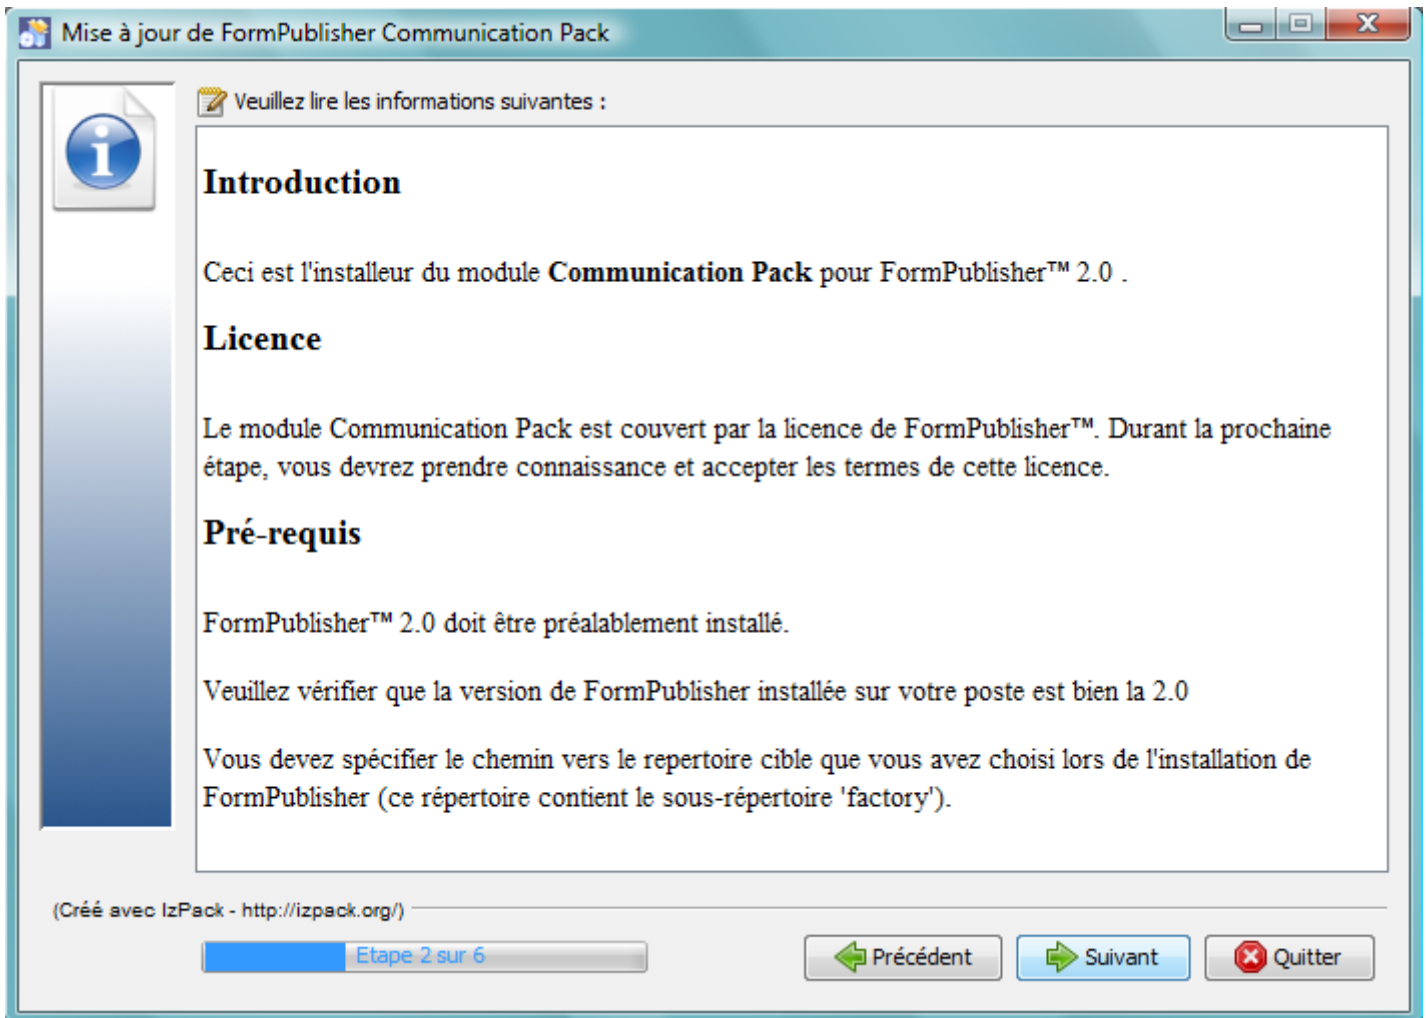 Mise à jour de FormPublisher Communication Pack
Veuillez lire les informations suivantes :
Introduction
Ceci est l'installeur du module Communication Pack pour FormPublisher™ 2.0 .
Licence
Le module Communication Pack est couvert par la licence de FormPublisher™. Durant la prochaine
étape, vous devrez prendre connaissance et accepter les termes de cette licence.
Pré-requis
FormPublisher™ 2.0 doit être préalablement installé.
Veuillez vérifier que la version de FormPublisher installée sur votre poste est bien la 2.0
Vous devez spécifier le chemin vers le repertoire cible que vous avez choisi lors de l'installation de
FormPublisher (ce répertoire contient le sous-répertoire 'factory').
(Créé avec IzPack - http://izpack.org/)
Etape 2 sur 6
Précédent
Suivant
Quitter